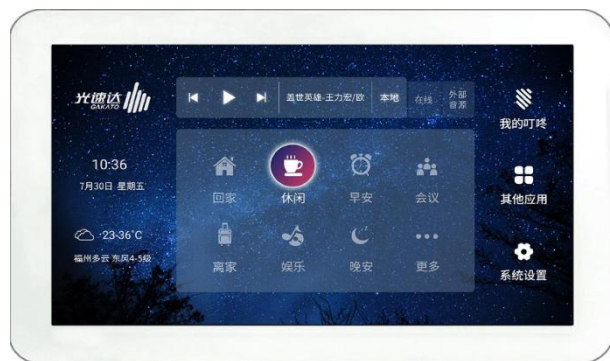 光速达
GAKATO
盖世英雄-王力宏/欧
本地
在线
外部
音源
我的叮咚
10:36
7月30日 星期五
回家
休闲
早安
会议
其他应用
23-36°C
福州多云 东风4-5级
离家
娱乐
晚安
更多
系统设置